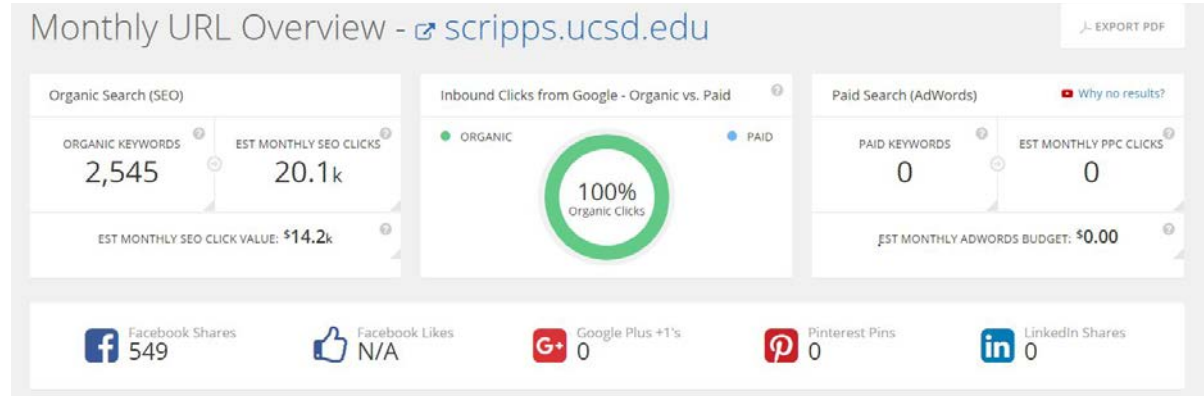 Monthly URL Overview - scripps.ucsd.edu
EXPORT PDF
Organic Search (SEO)
ORGANIC KEYWORDS
2,545
EST MONTHLY SEO CLICKS
20.1k
EST MONTHLY SEO CLICK VALUE: $14.2k
Inbound Clicks from Google - Organic vs. Paid
ORGANIC
PAID
100%
Organic Clicks
Paid Search (AdWords)
Why no results?
PAID KEYWORDS
0
EST MONTHLY PPC CLICKS
0
EST MONTHLY ADWORDS BUDGET: $0.00
Facebook Shares
549
Facebook Likes
N/A
G+
Google Plus +1's
0
Pinterest Pins
0
in
LinkedIn Shares
0